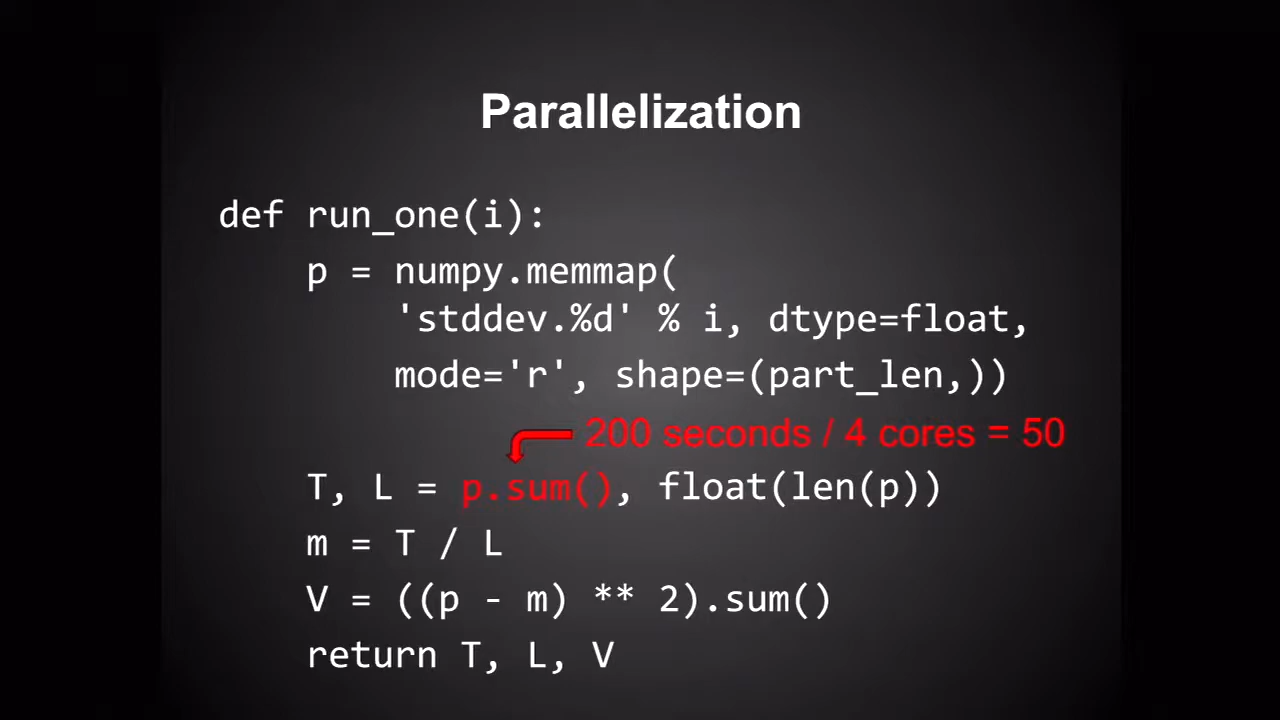 Parallelization
def run_one(i):
    p = numpy.memmap(
        'stddev.%d' % i, dtype=float,
        mode='r', shape=(part_len,))
200 seconds / 4 cores = 50
    T, L = p.sum(), float(len(p))
    m = T / L
    V = ((p - m) ** 2).sum()
    return T, L, V